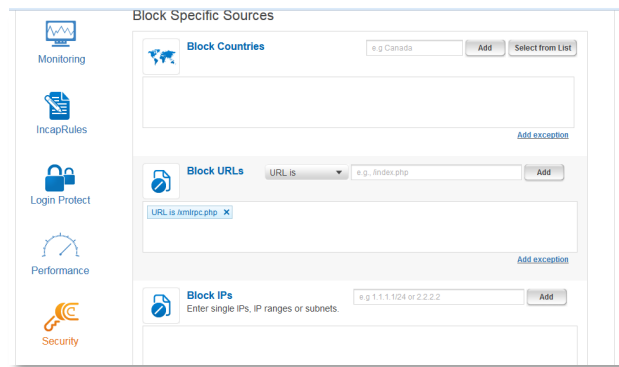 Block Specific Sources
Monitoring
Block Countries
e.g Canada
Add
Select from List
Add exception
IncapRules
Block URLs
URL is
e.g., /index.php
Add
URL is /xmlrpc.php X
Add exception
Login Protect
Performance
Block IPs
Enter single IPs, IP ranges or subnets.
e.g 1.1.1.1/24 or 2.2.2.2
Add
Security